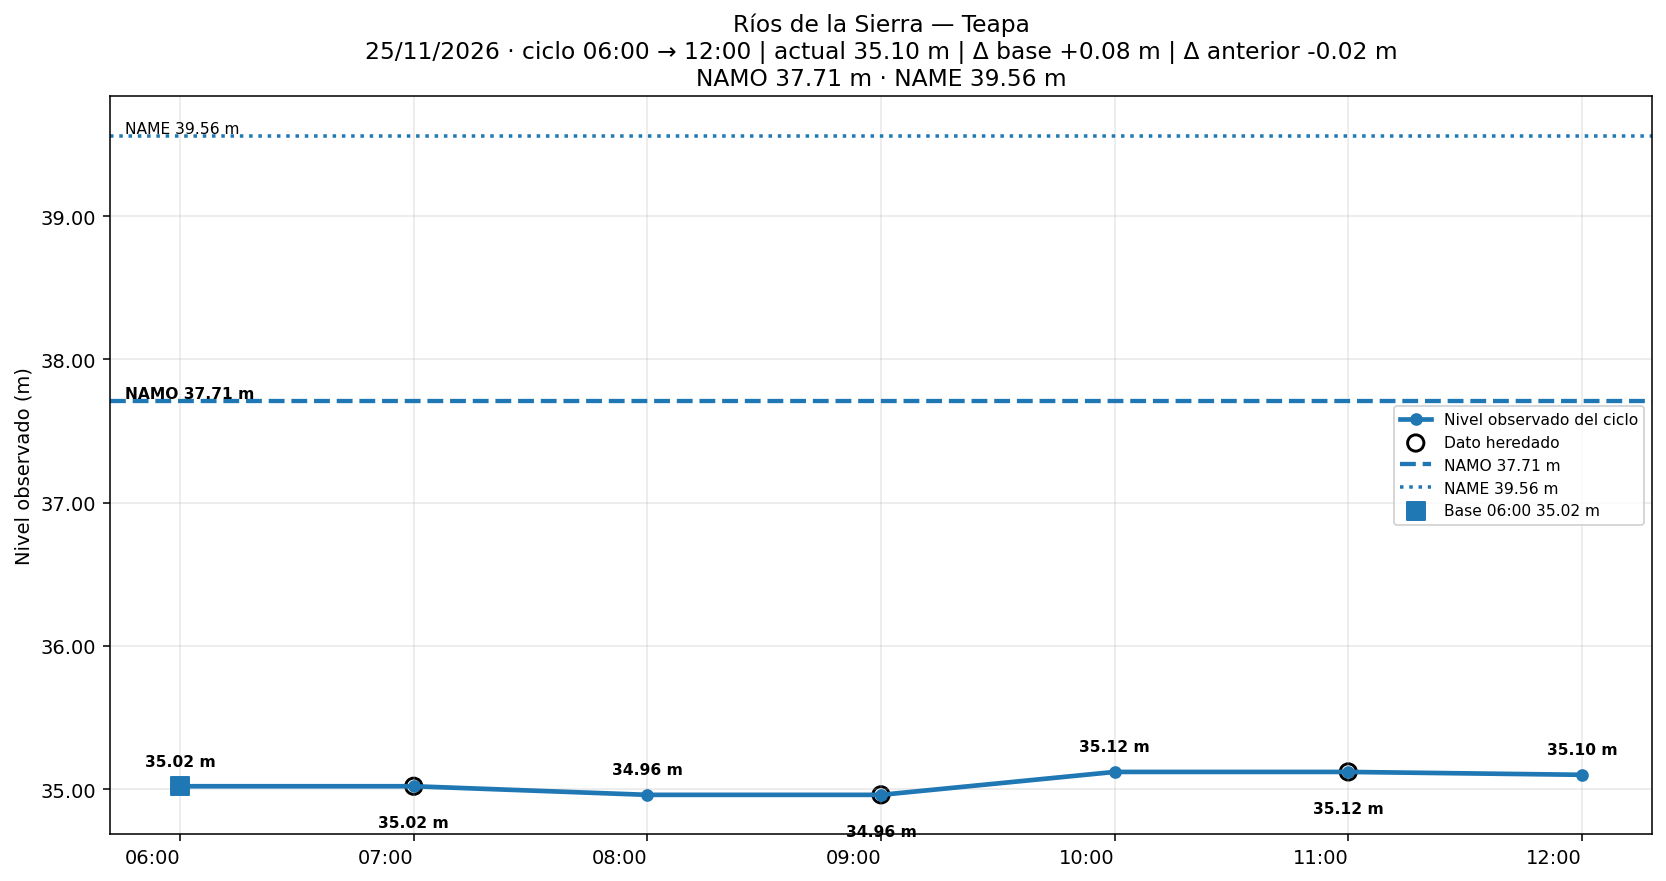 Ríos de la Sierra — Teapa
25/11/2026 · ciclo 06:00 → 12:00 | actual 35.10 m | Δ base +0.08 m | Δ anterior -0.02 m
NAMO 37.71 m · NAME 39.56 m
NAME 39.56 m
39.00
38.00
NAMO 37.71 m
Nivel observado del ciclo
Dato heredado
NAMO 37.71 m
NAME 39.56 m
Base 06:00 35.02 m
37.00
Nivel observado (m)
36.00
35.00
35.02 m
35.02 m
34.96 m
34.96 m
35.12 m
35.12 m
35.10 m
06:00
07:00
08:00
09:00
10:00
11:00
12:00